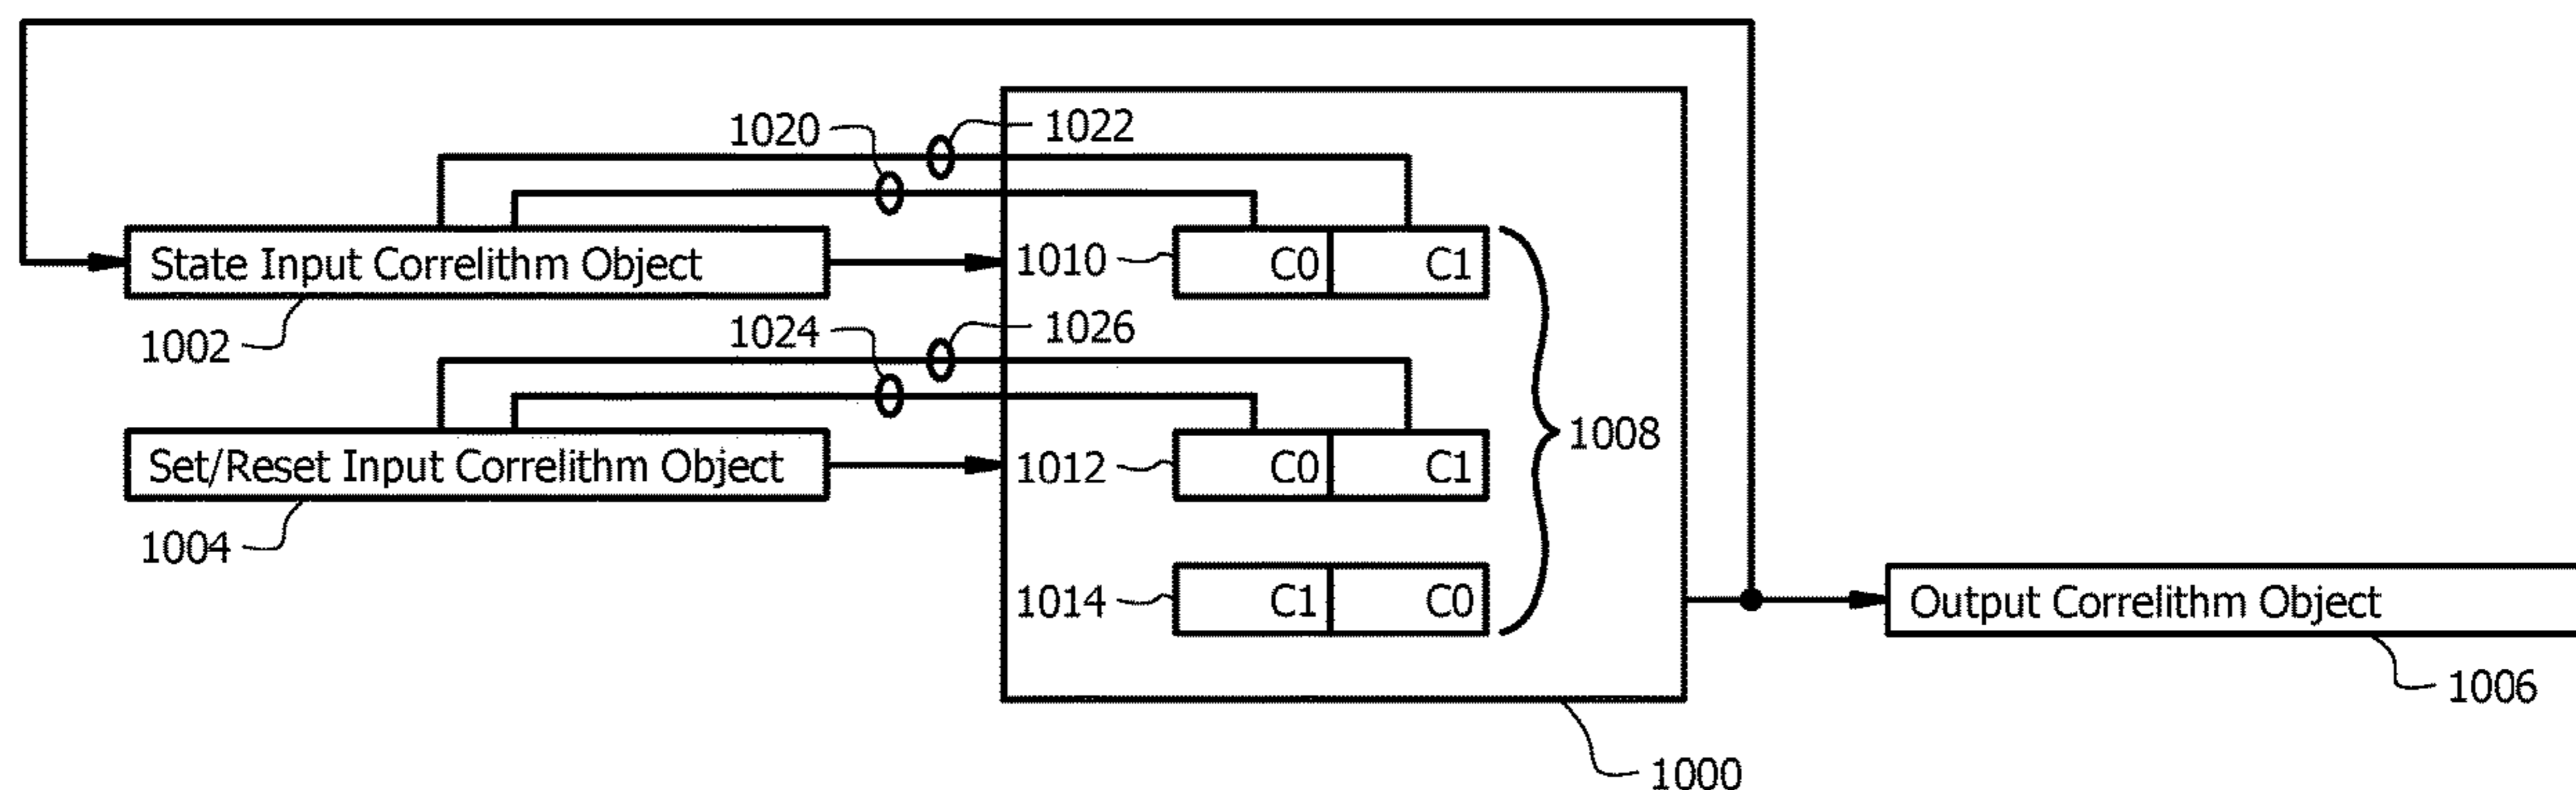 1020
1022
State Input Correlithm Object
1010
C0
C1
1002
1024
1026
1008
Set/Reset Input Correlithm Object
1012
C0
C1
1004
1014
C1
C0
Output Correlithm Object
1006
1000